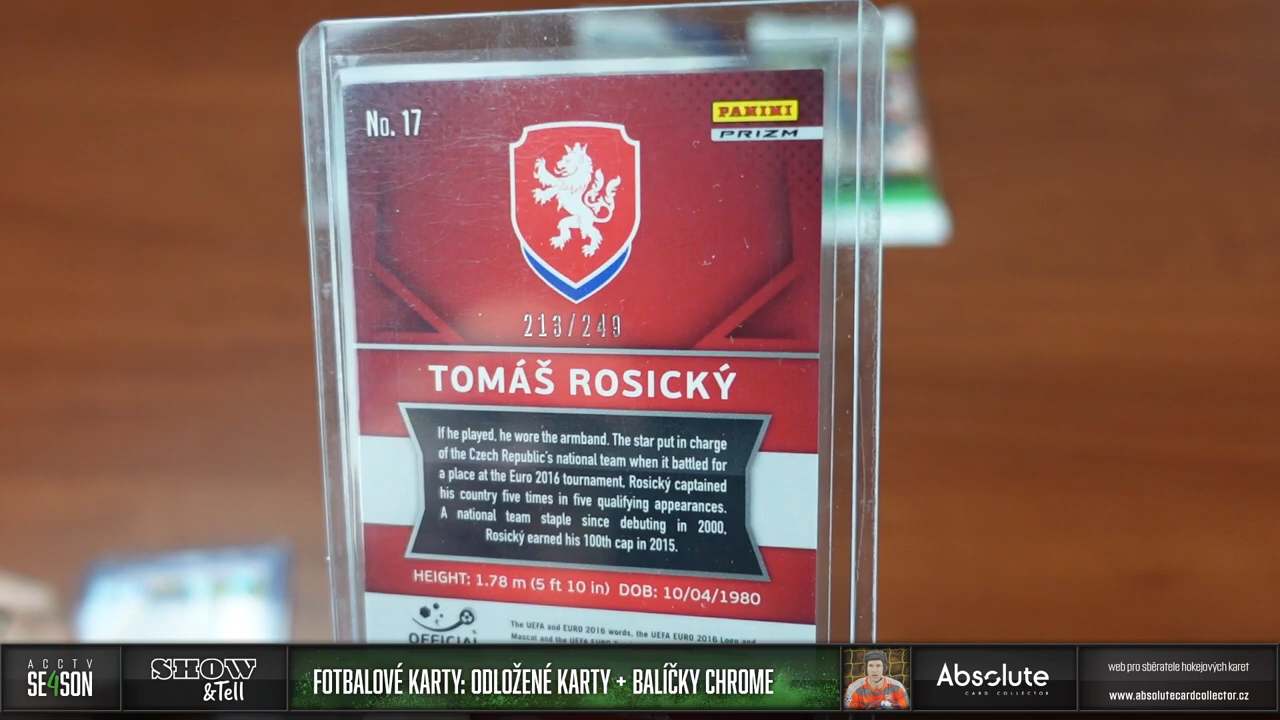 No. 17
PANINI
PRIZM
213/249
TOMÁŠ ROSICKÝ
If he played, he wore the armband. The star put in charge
of the Czech Republic's national team when it battled for
a place at the Euro 2016 tournament, Rosický captained
his country five times in five qualifying appearances.
A national team staple since debuting in 2000,
Rosický earned his 100th cap in 2015.
HEIGHT: 1.78 m (5 ft 10 in) DOB: 10/04/1980
OFFICIAL
The UEFA and EURO 2016 words, the UEFA EURO 2016 Logo and
Mascot and the UEFA EURO
ACCTV
SE4SON
SHOW
&Tell
FOTBALOVÉ KARTY: ODLOŽENÉ KARTY + BALÍČKY CHROME
Absolute
CARD COLLECTOR
web pro sběratele hokejových karet
www.absolutecardcollector.cz